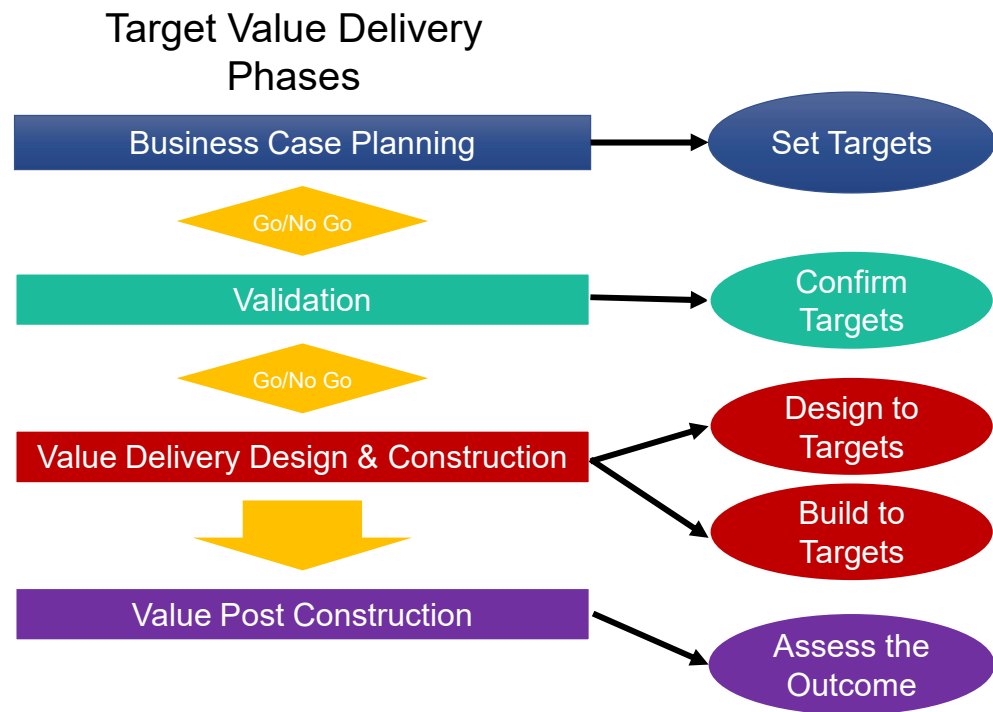 Target Value Delivery
Phases
Business Case Planning
Set Targets
Go/No Go
Validation
Confirm
Targets
Go/No Go
Value Delivery Design & Construction
Design to
Targets
Build to
Targets
Value Post Construction
Assess the
Outcome